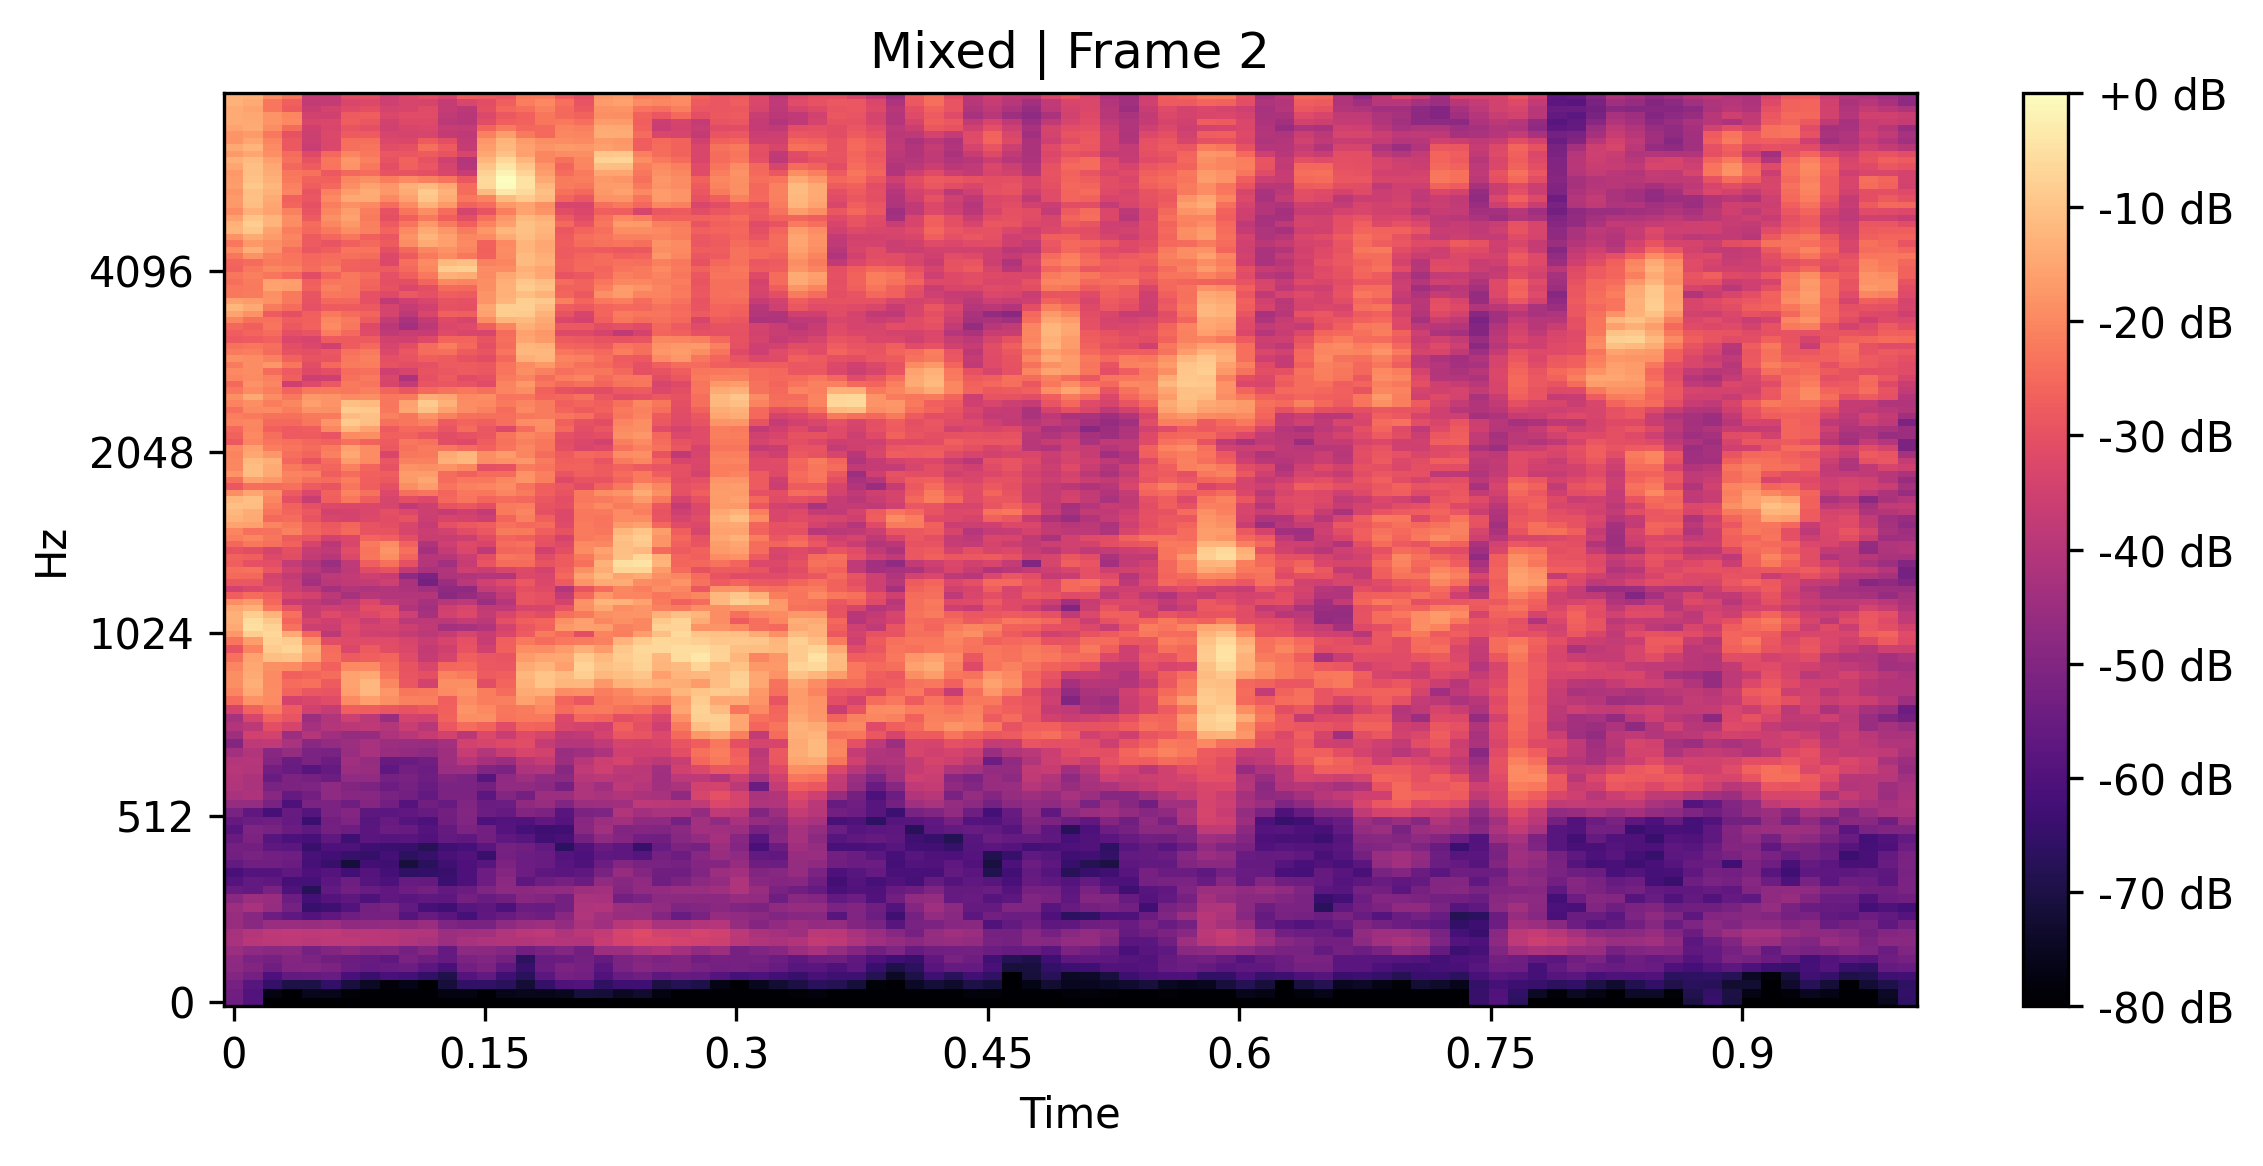 Mixed | Frame 2
+0 dB
-10 dB
-20 dB
-30 dB
-40 dB
-50 dB
-60 dB
-70 dB
-80 dB
Hz
4096
2048
1024
512
0
0 0.15 0.3 0.45 0.6 0.75 0.9
Time